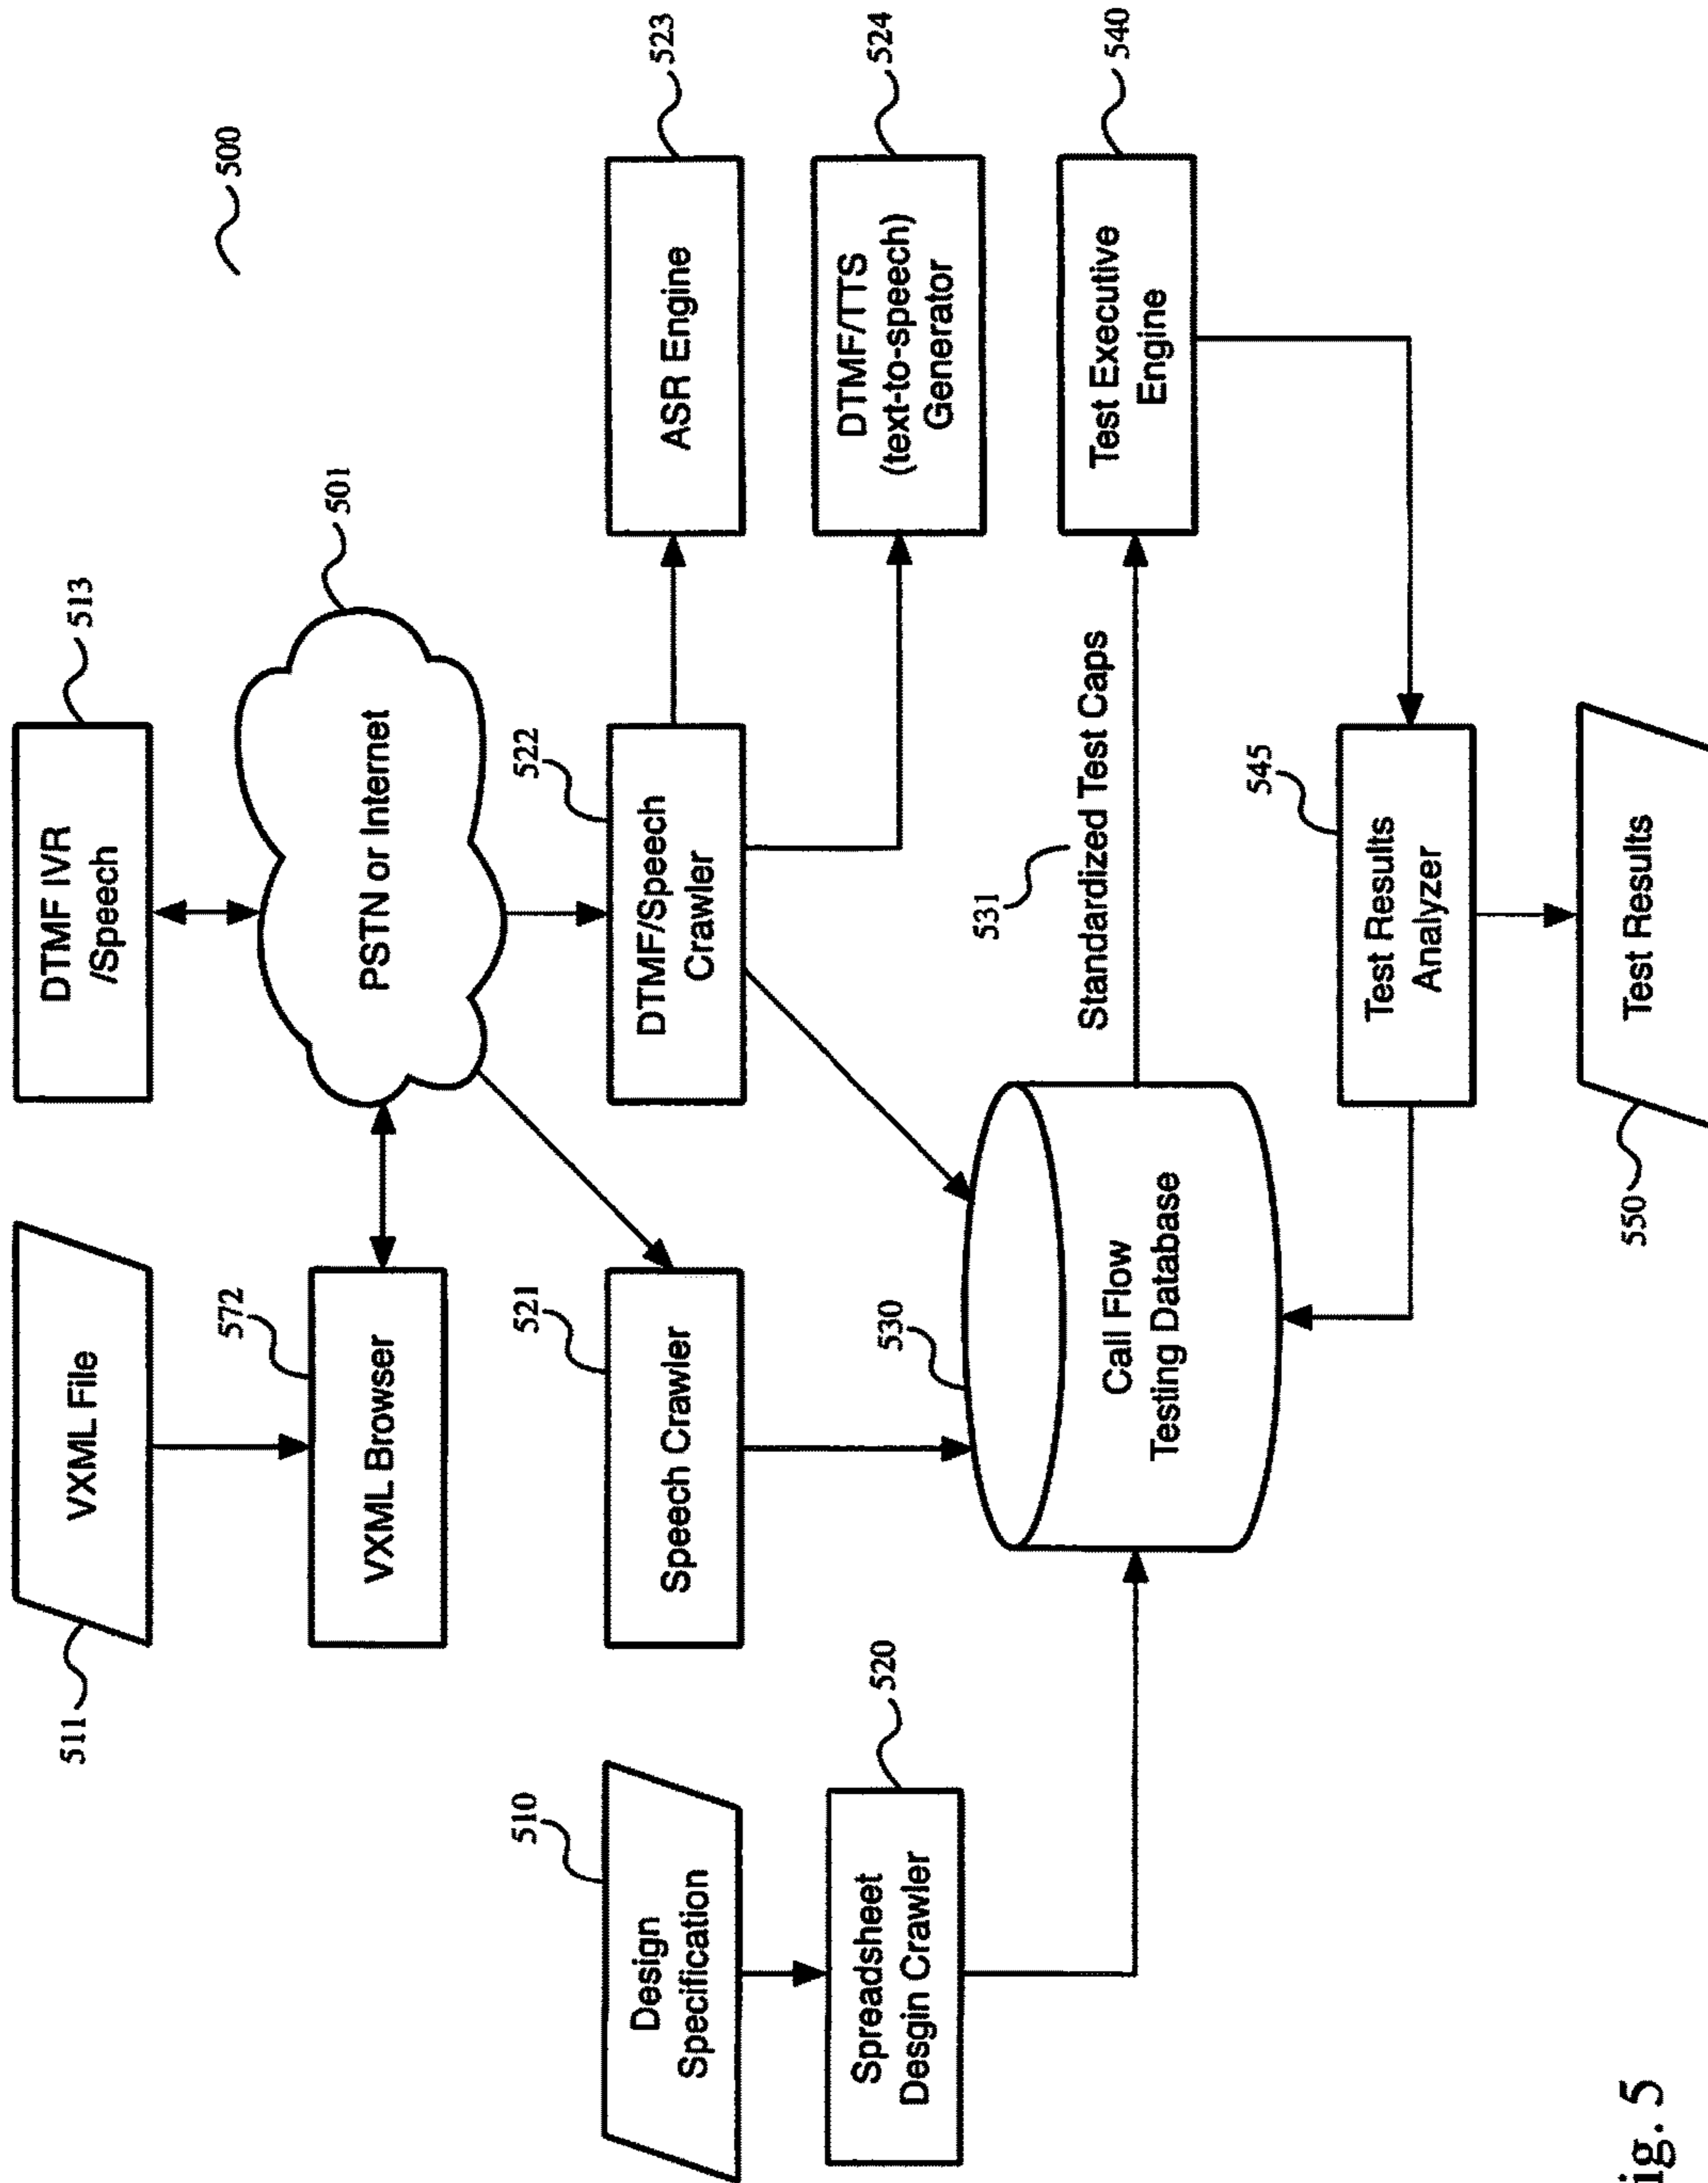 500
VXML File
511
DTMF IVR
/Speech
513
VXML Browser
572
PSTN or Internet
501
Design
Specification
510
Speech Crawler
521
DTMF/Speech
Crawler
522
ASR Engine
523
Spreadsheet
Desgin Crawler
520
DTMF/TTS
(text-to-speech)
Generator
524
Call Flow
Testing Database
530
531
Standardized Test Caps
Test Executive
Engine
540
Test Results
Analyzer
545
Test Results
550
ig. 5